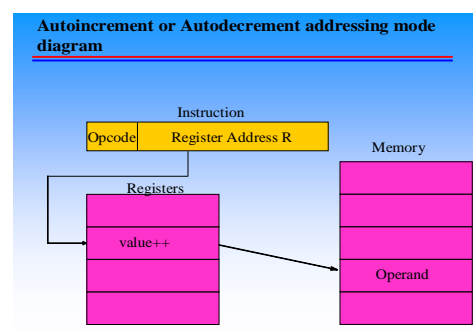 Autoincrement or Autodecrement addressing mode
diagram
Instruction
Opcode Register Address R
Memory
Registers
value++
Operand